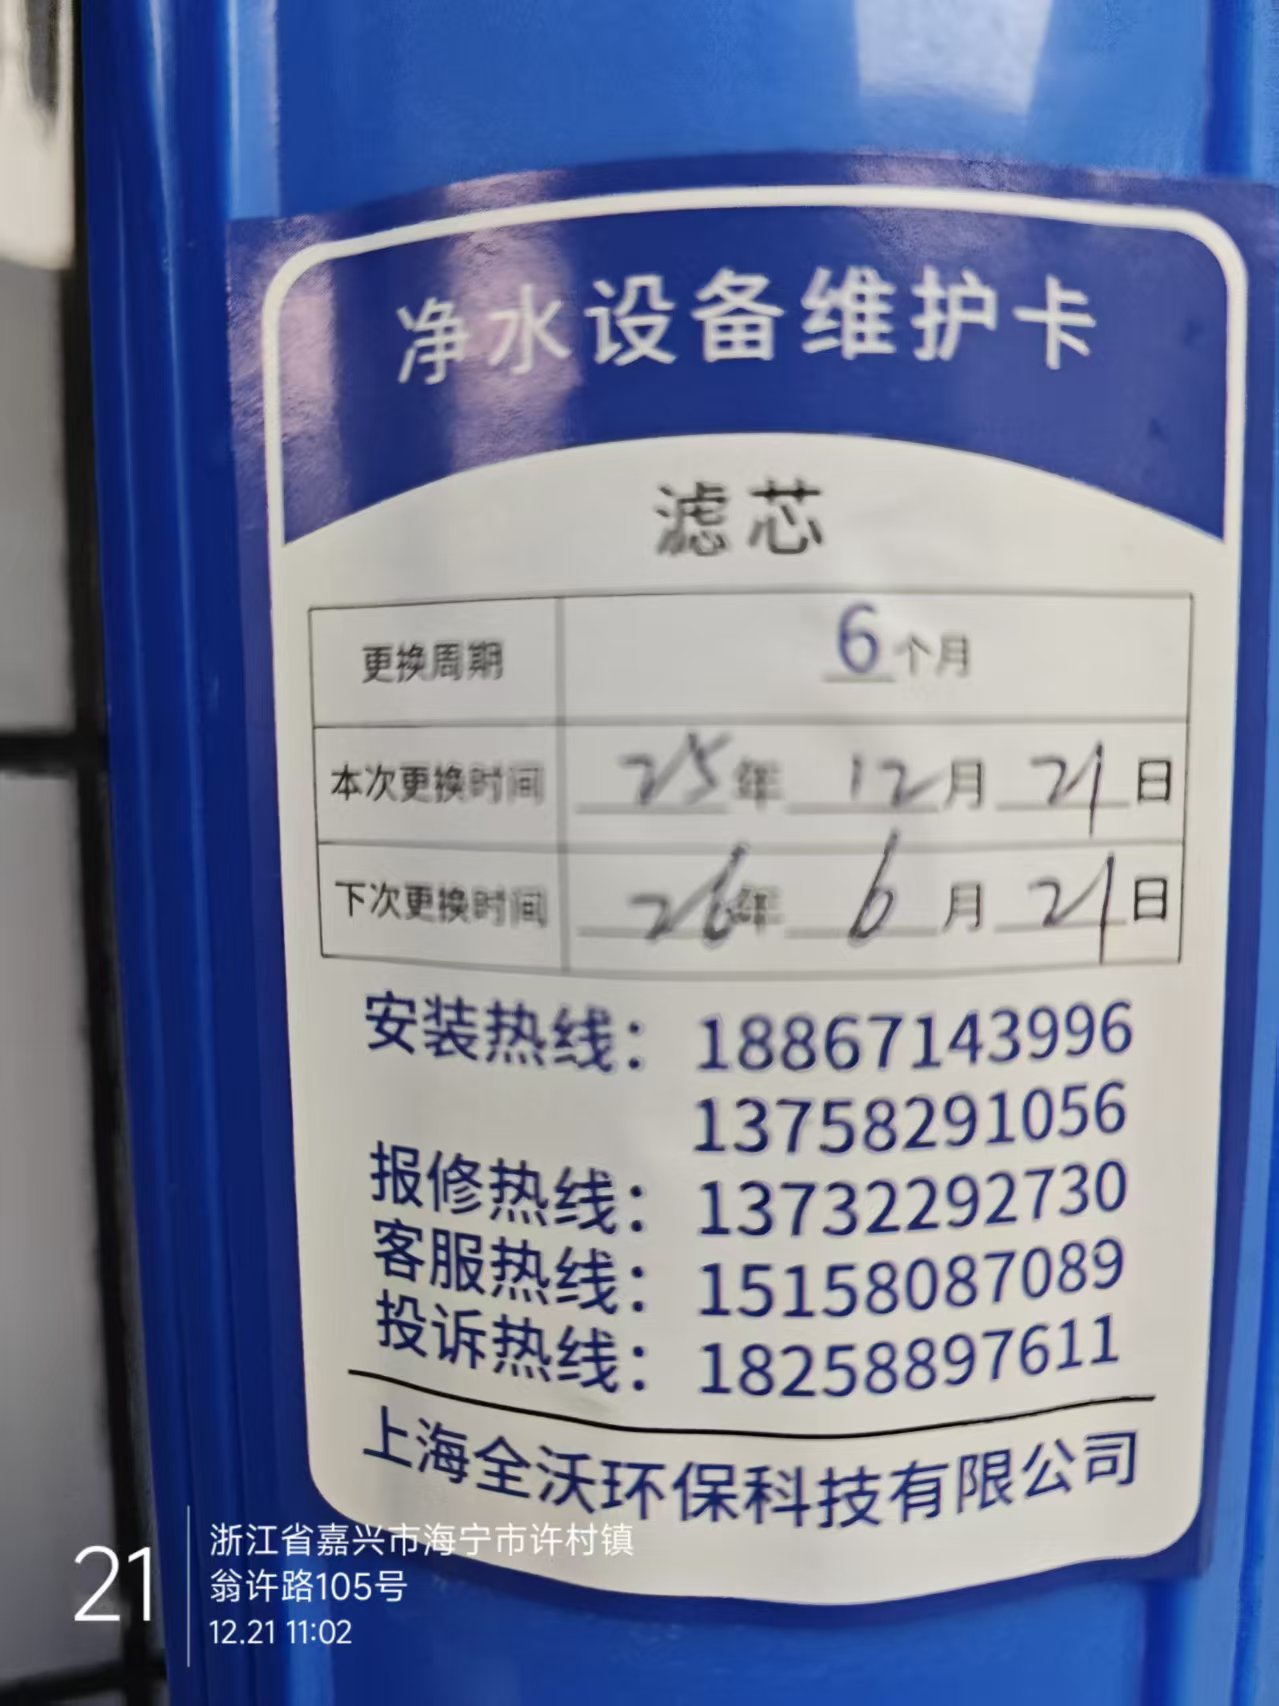 净水设备维护卡
滤芯
更换周期 6个月
本次更换时间 25年12月21日
下次更换时间 26年6月21日
安装热线：18867143996
13758291056
报修热线：13732292730
客服热线：15158087089
投诉热线：18258897611
上海全沃环保科技有限公司
21
浙江省嘉兴市海宁市许村镇
翁许路105号
12.21 11:02